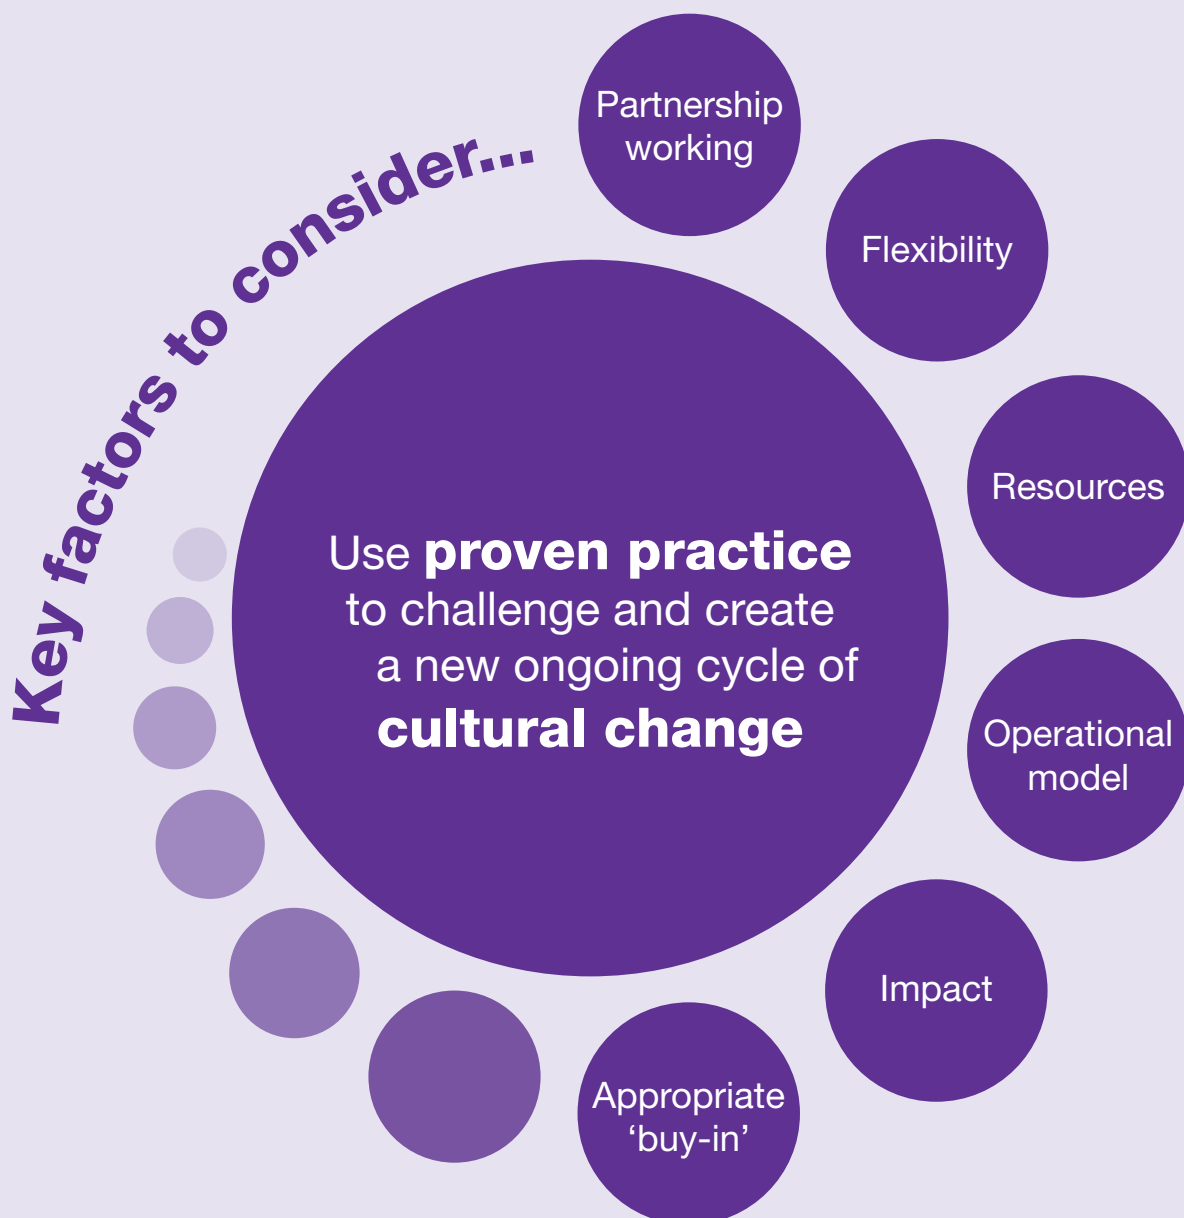 Key factors to consider...
Partnership
working
Flexibility
Resources
Operational
model
Impact
Appropriate
‘buy-in’
Use proven practice
to challenge and create
a new ongoing cycle of
cultural change